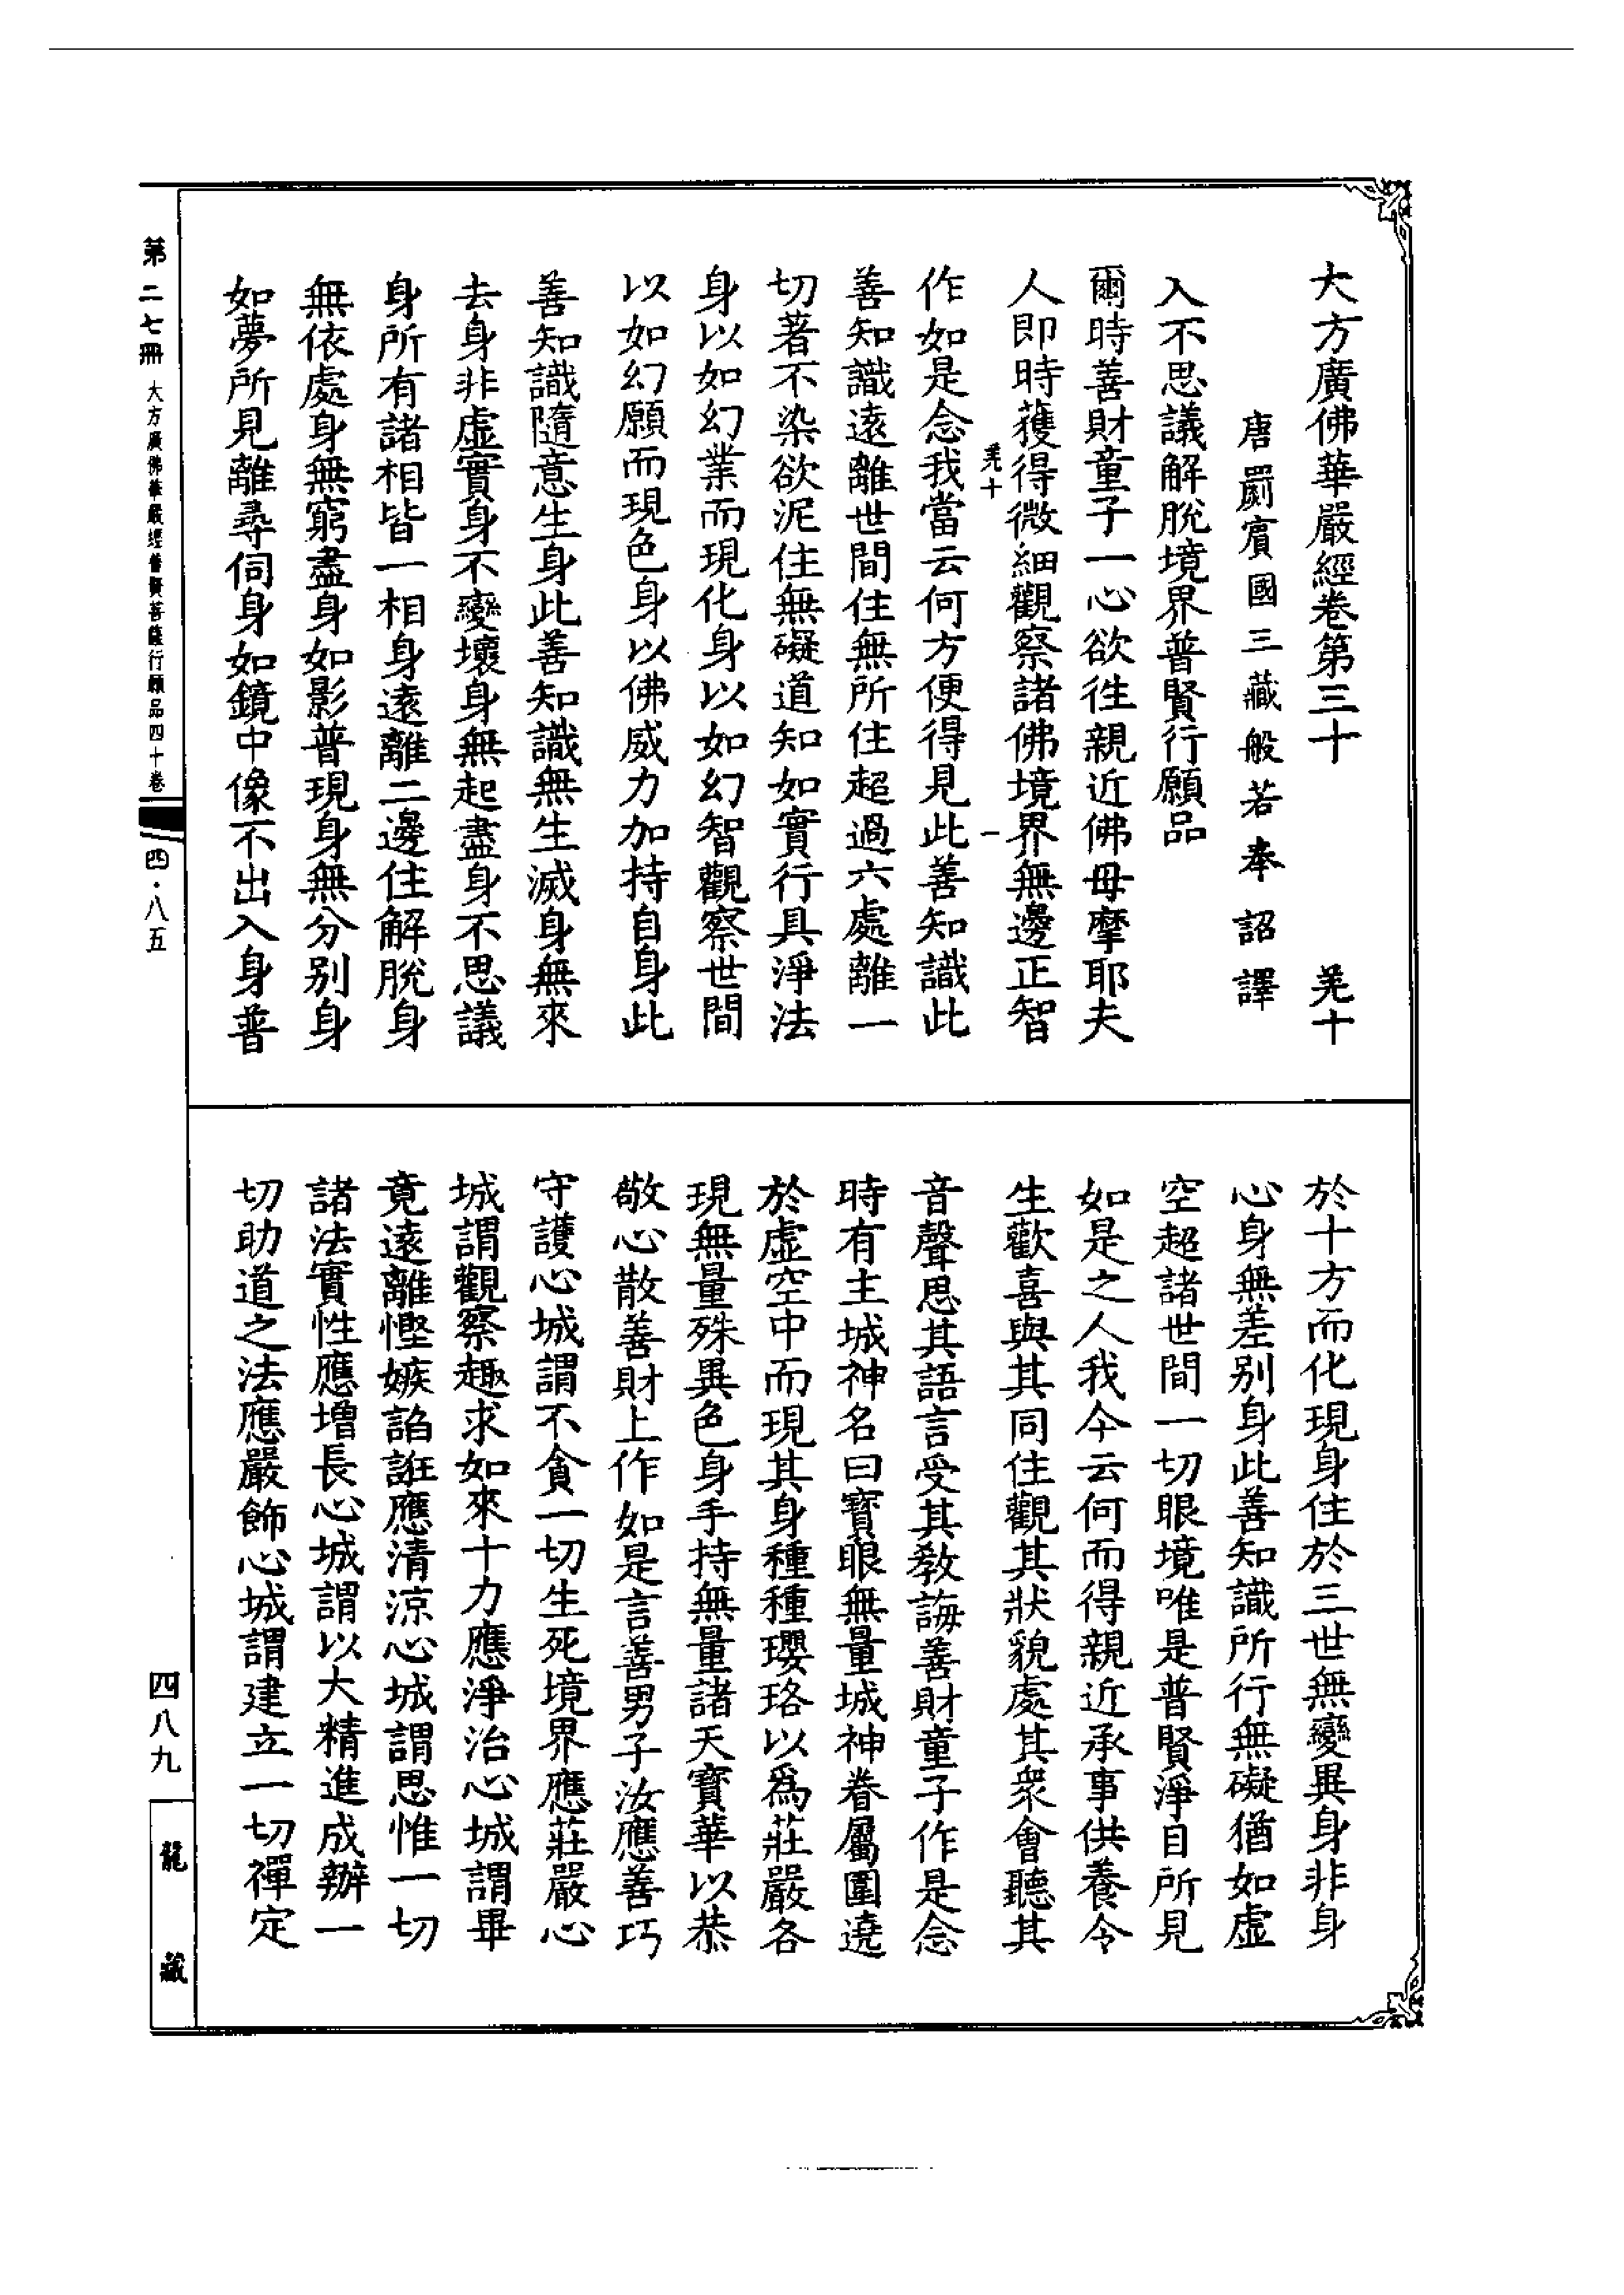 大方廣佛華嚴經卷第三十 羌十
唐罽賓國三藏般若奉詔譯
入不思議解脫境界普賢行願品
爾時善財童子一心欲徃親近佛母摩耶夫
人即時獲得微細觀察諸佛境界無邊正智
羌十 一
作如是念我當云何方便得見此善知識此
善知識遠離世間住無所住超過六處離一
切著不染欲泥住無礙道知如實行具淨法
身以如幻業而現化身以如幻智觀察世間
以如幻願而現色身以佛威力加持自身此
善知識隨意生身此善知識無生滅身無來
去身非虛實身不變壞身無起盡身不思議
身所有諸相皆一相身遠離二邊住解脫身
無依處身無窮盡身如影普現身無分别身
如夢所見離尋伺身如鏡中像不出入身普
於十方而化現身住於三世無變異身非身
心身無差别身此善知識所行無礙猶如虛
空超諸世間一切眼境唯是普賢淨目所見
如是之人我今云何而得親近承事供養令
生歡喜與其同住觀其狀貌處其衆會聽其
音聲思其語言受其教誨善財童子作是念
時有主城神名曰寳眼無量城神眷屬圍遶
於虛空中而現其身種種瓔珞以爲莊嚴各
現無量殊異色身手持無量諸天寳華以恭
敬心散善財上作如是言善男子汝應善巧
守護心城謂不貪一切生死境界應莊嚴心
城謂觀察趣求如來十力應淨治心城謂畢
竟遠離慳嫉諂誑應清涼心城謂思惟一切
諸法實性應增長心城謂以大精進成辦一
切助道之法應嚴飾心城謂建立一切禪定
第二七冊 大方廣佛華嚴經普賢菩薩行願品四十卷
四·八五
四八九
龍藏